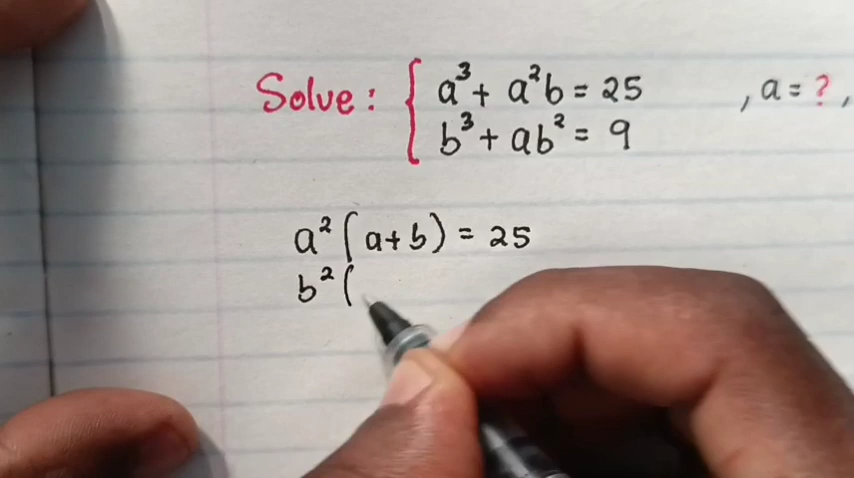 Solve: { a³ + a²b = 25 , a = ? ,
b³ + ab² = 9
a² (a+b) = 25
b² (